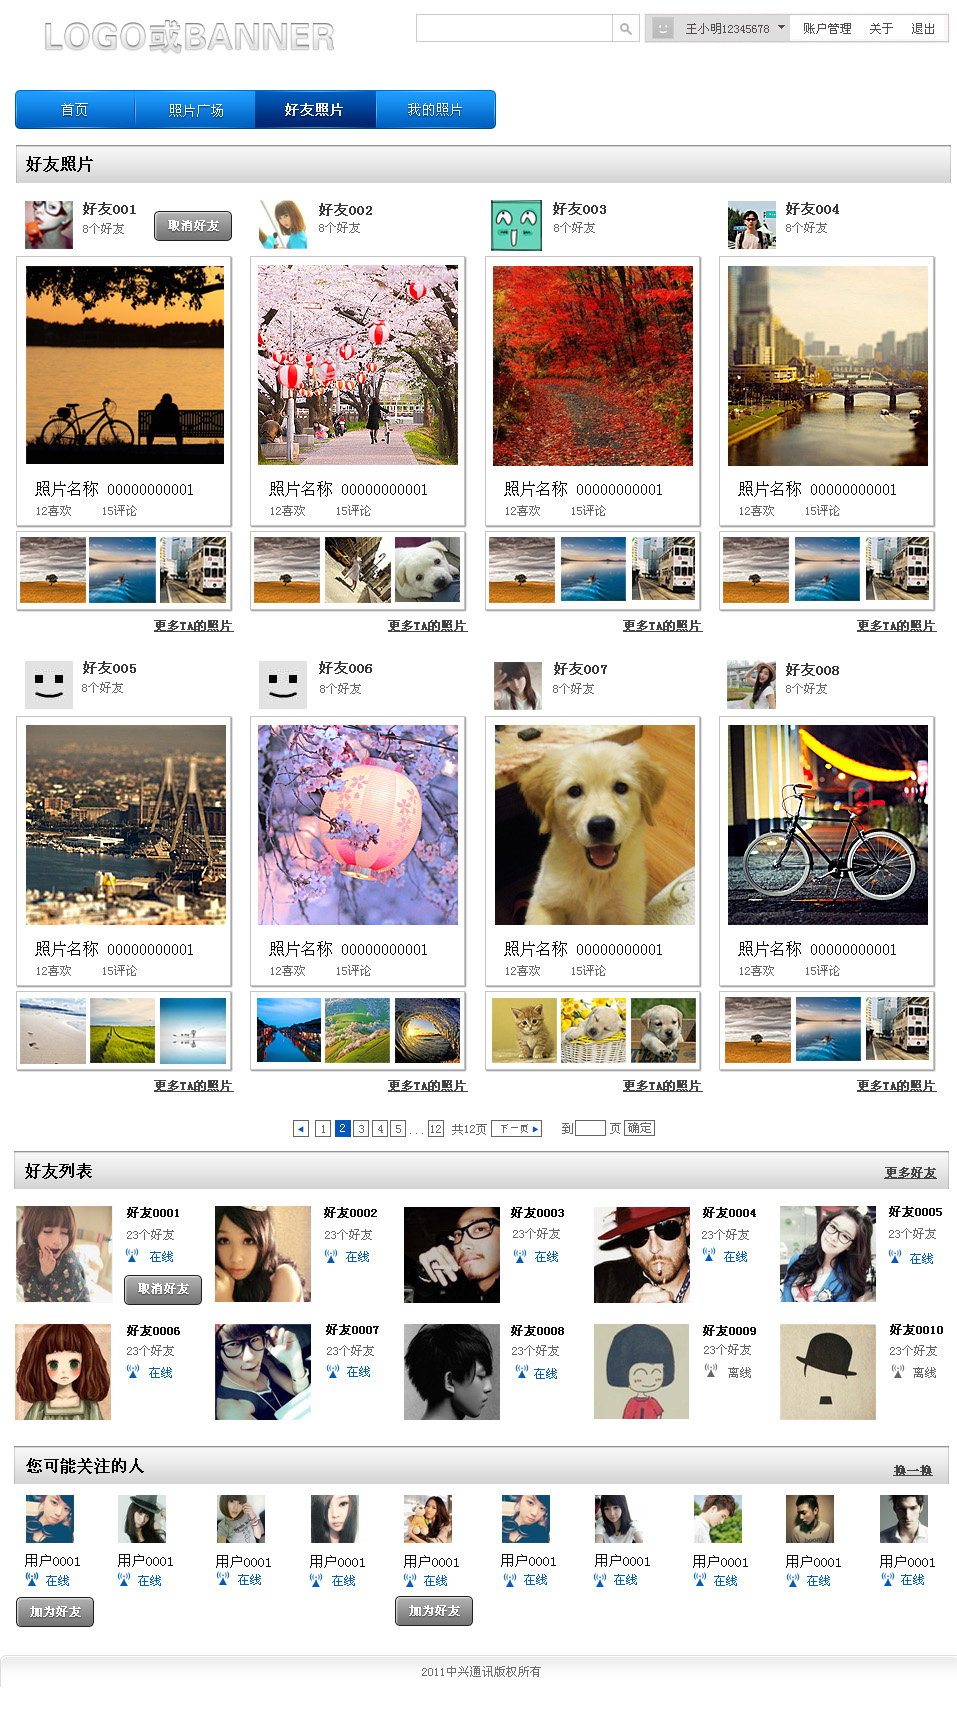 LOGO或BANNER
王小明12345678 账户管理 关于 退出
首页 照片广场 好友照片 我的照片
好友照片
好友001 好友002 好友003 好友004
8个好友 取消好友 8个好友 8个好友 8个好友
照片名称 00000000001 照片名称 00000000001 照片名称 00000000001 照片名称 00000000001
12喜欢 15评论 12喜欢 15评论 12喜欢 15评论 12喜欢 15评论
更多TA的照片 更多TA的照片 更多TA的照片 更多TA的照片
好友005 好友006 好友007 好友008
8个好友 8个好友 8个好友 8个好友
照片名称 00000000001 照片名称 00000000001 照片名称 00000000001 照片名称 00000000001
12喜欢 15评论 12喜欢 15评论 12喜欢 15评论 12喜欢 15评论
更多TA的照片 更多TA的照片 更多TA的照片 更多TA的照片
1 2 3 4 5 ... 12 共12页 下一页 到 页 确定
好友列表 更多好友
好友0001 好友0002 好友0003 好友0004 好友0005
23个好友 23个好友 23个好友 23个好友 23个好友
在线 在线 在线 在线 在线
取消好友
好友0006 好友0007 好友0008 好友0009 好友0010
23个好友 23个好友 23个好友 23个好友 23个好友
在线 在线 在线 离线 离线
您可能关注的人 换一换
用户0001 用户0001 用户0001 用户0001 用户0001 用户0001 用户0001 用户0001 用户0001 用户0001
在线 在线 在线 在线 在线 在线 在线 在线 在线 在线
加为好友 加为好友
2011中兴通讯版权所有